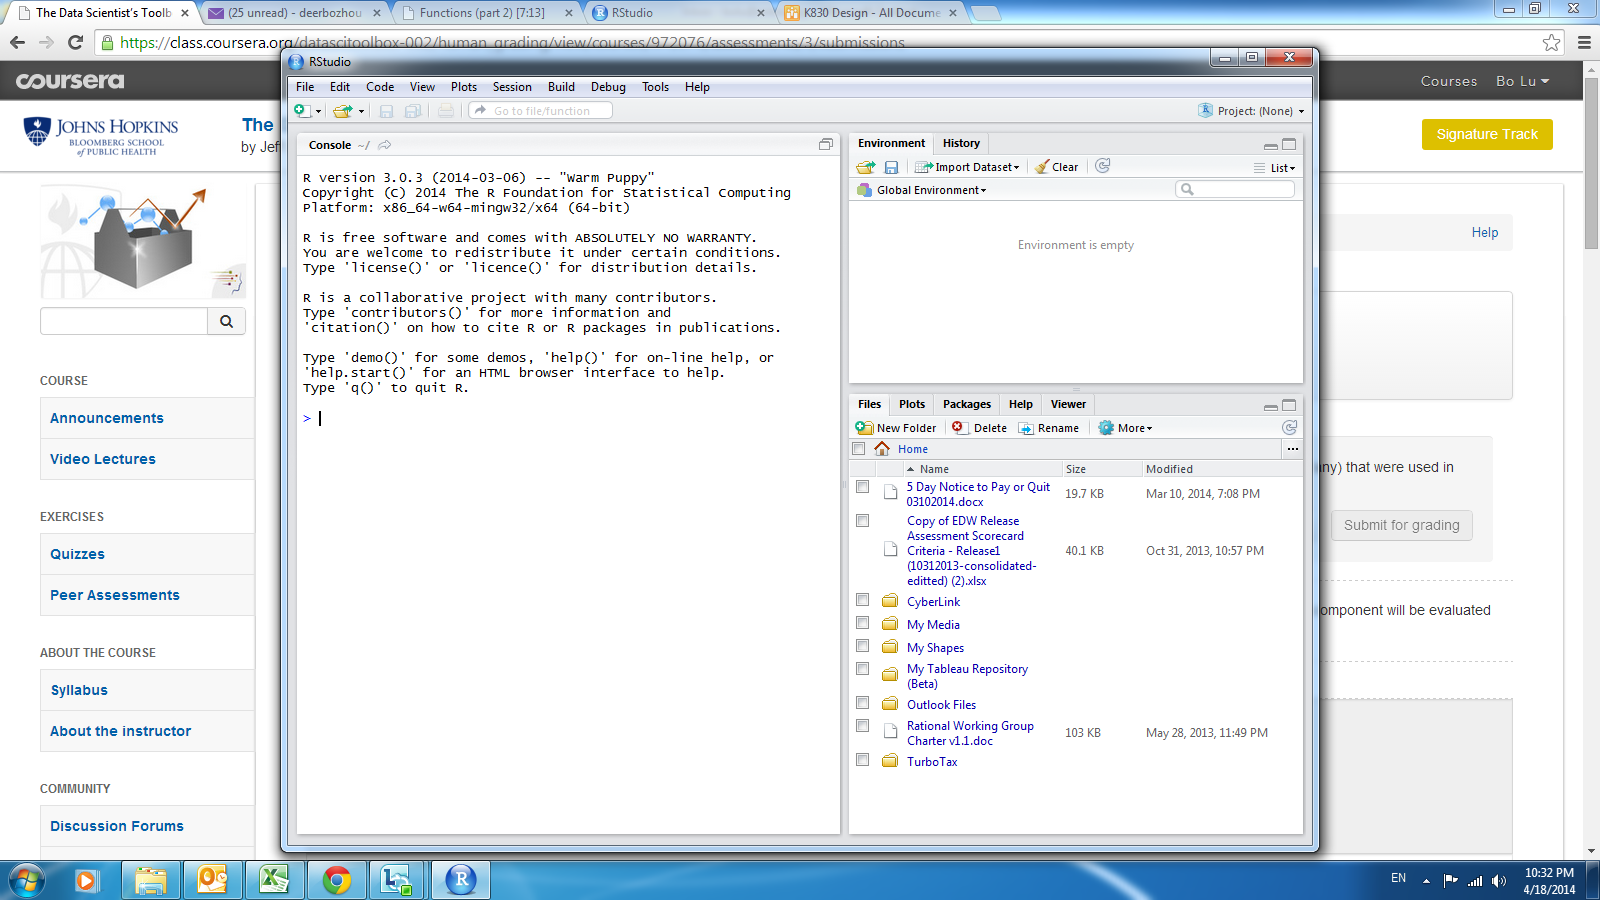 The Data Scientist's Toolb
(25 unread) - deerbozhou
Functions (part 2) [7:13]
RStudio
K830 Design - All Docume
https://class.coursera.org/datascitoolbox-002/human_grading/view/courses/972076/assessments/3/submissions
coursera
Courses
Bo Lu
JOHNS HOPKINS
BLOOMBERG SCHOOL
of PUBLIC HEALTH
The
by Jef
Signature Track
Help
COURSE
Announcements
Video Lectures
EXERCISES
Quizzes
Peer Assessments
ABOUT THE COURSE
Syllabus
About the instructor
COMMUNITY
Discussion Forums
RStudio
File Edit Code View Plots Session Build Debug Tools Help
Go to file/function
Project: (None)
Console ~/
R version 3.0.3 (2014-03-06) -- "Warm Puppy"
Copyright (C) 2014 The R Foundation for Statistical Computing
Platform: x86_64-w64-mingw32/x64 (64-bit)
R is free software and comes with ABSOLUTELY NO WARRANTY.
You are welcome to redistribute it under certain conditions.
Type 'license()' or 'licence()' for distribution details.
R is a collaborative project with many contributors.
Type 'contributors()' for more information and
'citation()' on how to cite R or R packages in publications.
Type 'demo()' for some demos, 'help()' for on-line help, or
'help.start()' for an HTML browser interface to help.
Type 'q()' to quit R.
>
Environment History
Import Dataset Clear List
Global Environment
Environment is empty
Files Plots Packages Help Viewer
New Folder Delete Rename More
Home ...
Name Size Modified
5 Day Notice to Pay or Quit
03102014.docx
19.7 KB Mar 10, 2014, 7:08 PM
Copy of EDW Release
Assessment Scorecard
Criteria - Release1
(10312013-consolidated-
editted) (2).xlsx
40.1 KB Oct 31, 2013, 10:57 PM
CyberLink
My Media
My Shapes
My Tableau Repository
(Beta)
Outlook Files
Rational Working Group
Charter v1.1.doc
103 KB May 28, 2013, 11:49 PM
TurboTax
any) that were used in
Submit for grading
omponent will be evaluated
EN
10:32 PM
4/18/2014